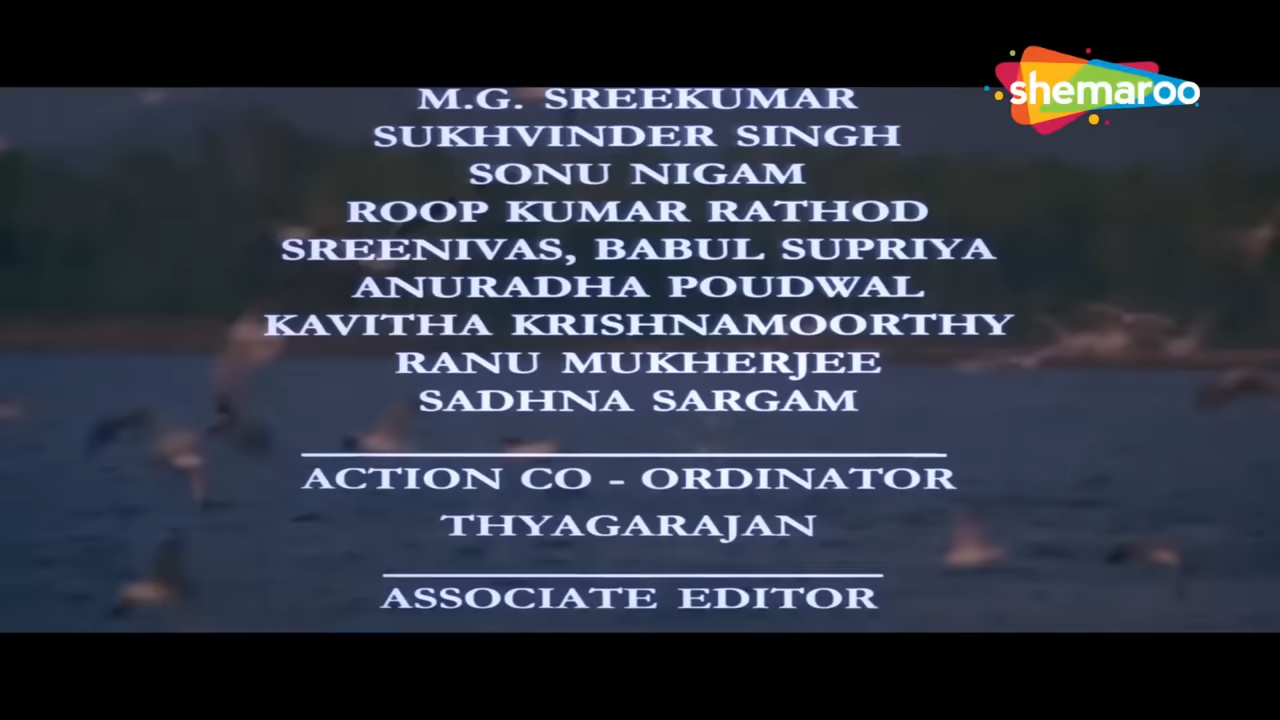 shemaroo
M.G. SREEKUMAR
SUKHVINDER SINGH
SONU NIGAM
ROOP KUMAR RATHOD
SREENIVAS, BABUL SUPRIYA
ANURADHA POUDWAL
KAVITHA KRISHNAMOORTHY
RANU MUKHERJEE
SADHNA SARGAM
ACTION CO - ORDINATOR
THYAGARAJAN
ASSOCIATE EDITOR